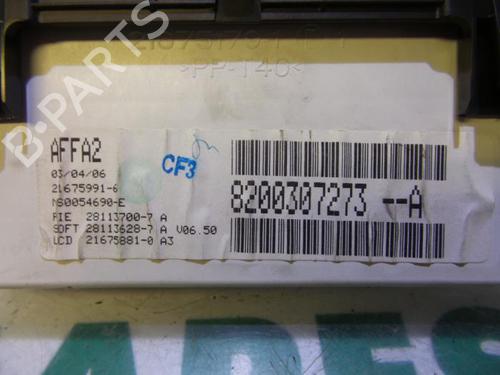 >PP-T40<
AFFA2
03/04/06
21675991-6
NS0054690-E
PIE 28113700-7 A
SOFT 28113628-7 A V06.50
LCD 21675881-0 A3
CF3
8200307273 --A
B-PARTS